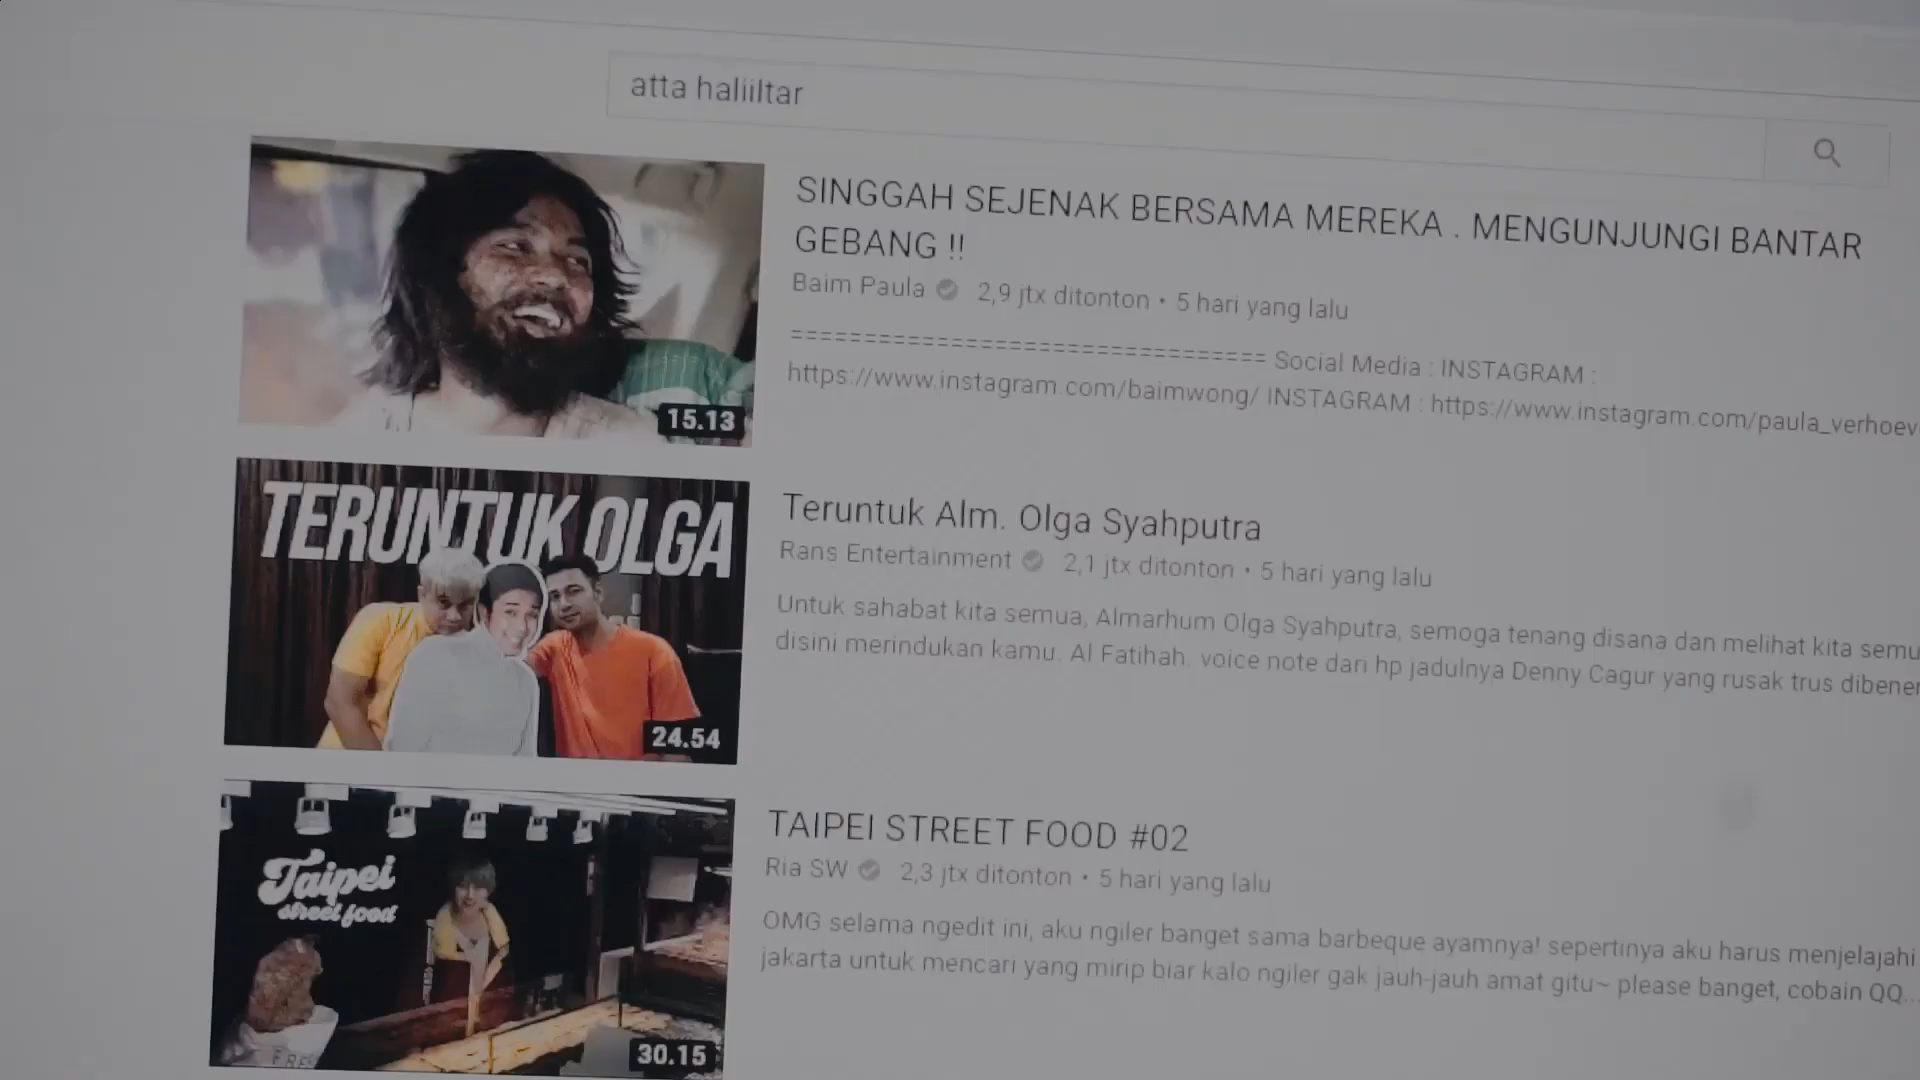 atta haliiltar
SINGGAH SEJENAK BERSAMA MEREKA . MENGUNJUNGI BANTAR
GEBANG !!
Baim Paula 2,9 jtx ditonton • 5 hari yang lalu
================================== Social Media : INSTAGRAM :
https://www.instagram.com/baimwong/ INSTAGRAM : https://www.instagram.com/paula_verhoev
15.13
TERUNTUK OLGA
24.54
Teruntuk Alm. Olga Syahputra
Rans Entertainment 2,1 jtx ditonton • 5 hari yang lalu
Untuk sahabat kita semua, Almarhum Olga Syahputra, semoga tenang disana dan melihat kita semu
disini merindukan kamu. Al Fatihah. voice note dari hp jadulnya Denny Cagur yang rusak trus dibener
Taipei
street food
30.15
TAIPEI STREET FOOD #02
Ria SW 2,3 jtx ditonton • 5 hari yang lalu
OMG selama ngedit ini, aku ngiler banget sama barbeque ayamnya! sepertinya aku harus menjelajahi
jakarta untuk mencari yang mirip biar kalo ngiler gak jauh-jauh amat gitu~ please banget, cobain QQ...